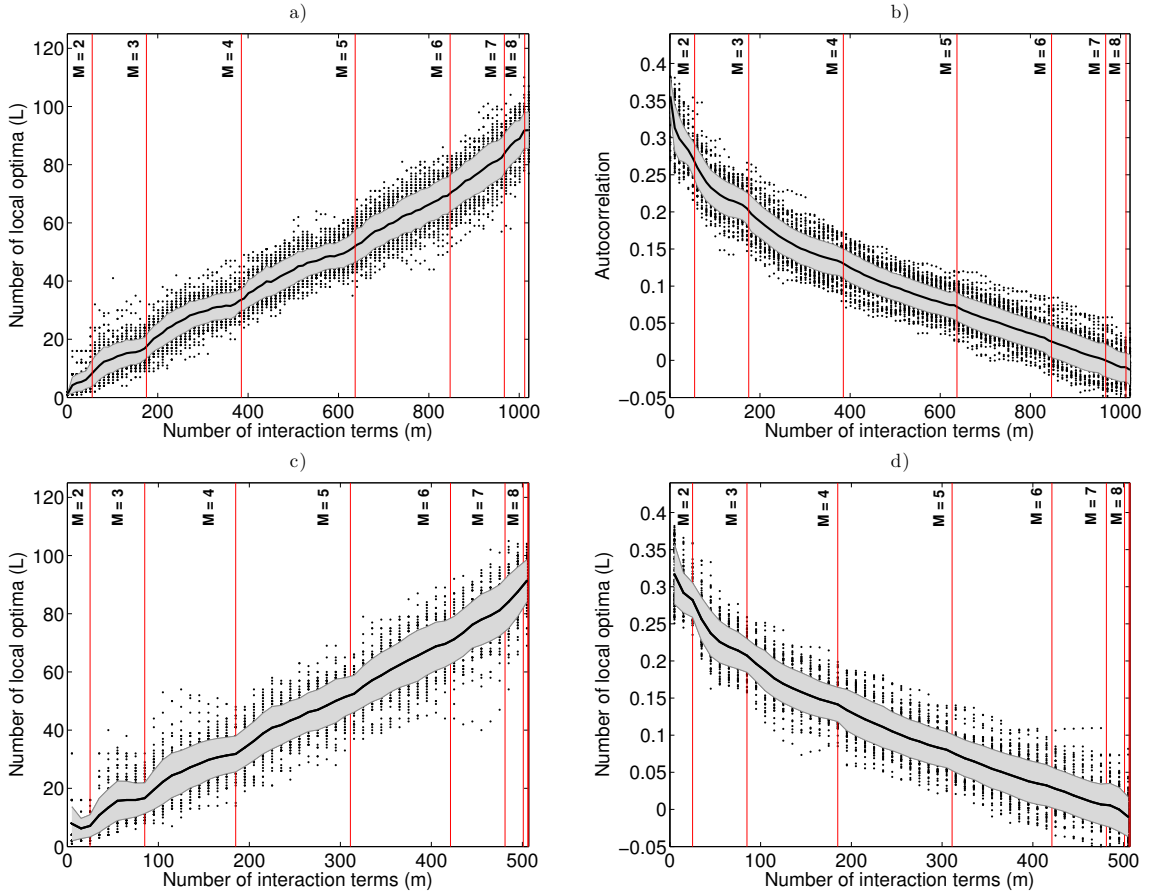 a)
120
100
80
60
40
20
0
Number of local optima (L)
M = 2
M = 3
M = 4
M = 5
M = 6
M = 7
M = 8
0 200 400 600 800 1000
Number of interaction terms (m)
b)
0.4
0.35
0.3
0.25
0.2
0.15
0.1
0.05
0
−0.05
Autocorrelation
M = 2
M = 3
M = 4
M = 5
M = 6
M = 7
M = 8
0 200 400 600 800 1000
Number of interaction terms (m)
c)
120
100
80
60
40
20
0
Number of local optima (L)
M = 2
M = 3
M = 4
M = 5
M = 6
M = 7
M = 8
0 100 200 300 400 500
Number of interaction terms (m)
d)
0.4
0.35
0.3
0.25
0.2
0.15
0.1
0.05
0
−0.05
Number of local optima (L)
M = 2
M = 3
M = 4
M = 5
M = 6
M = 7
M = 8
0 100 200 300 400 500
Number of interaction terms (m)